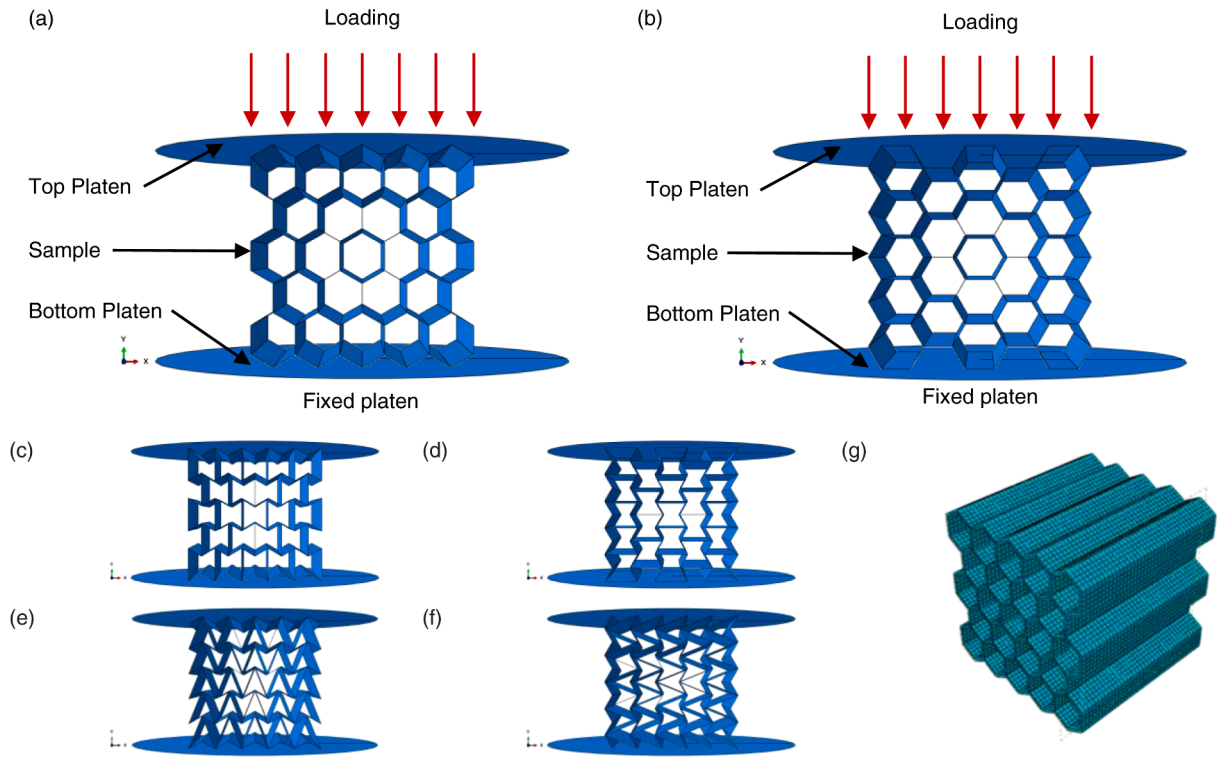 (a)
Loading
Top Platen
Sample
Bottom Platen
Y
X
Fixed platen
(b)
Loading
Top Platen
Sample
Bottom Platen
Y
X
Fixed platen
(c)
Y
X
(d)
Y
X
(e)
Y
X
(f)
Y
X
(g)